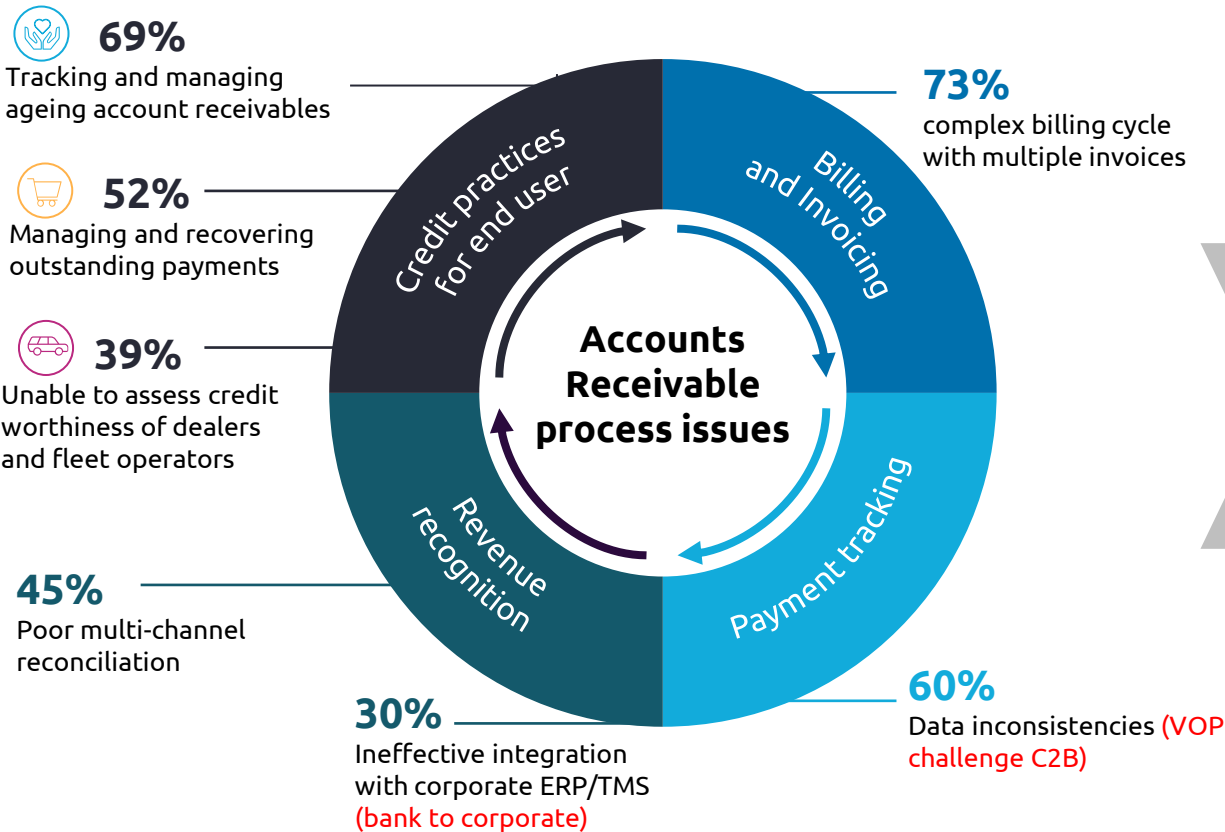 69%
Tracking and managing
ageing account receivables
52%
Managing and recovering
outstanding payments
39%
Unable to assess credit
worthiness of dealers
and fleet operators
45%
Poor multi-channel
reconciliation
30%
Ineffective integration
with corporate ERP/TMS
(bank to corporate)
Credit practices
for end user
Billing
and Invoicing
Accounts
Receivable
process issues
Revenue
recognition
Payment tracking
73%
complex billing cycle
with multiple invoices
60%
Data inconsistencies (VOP
challenge C2B)